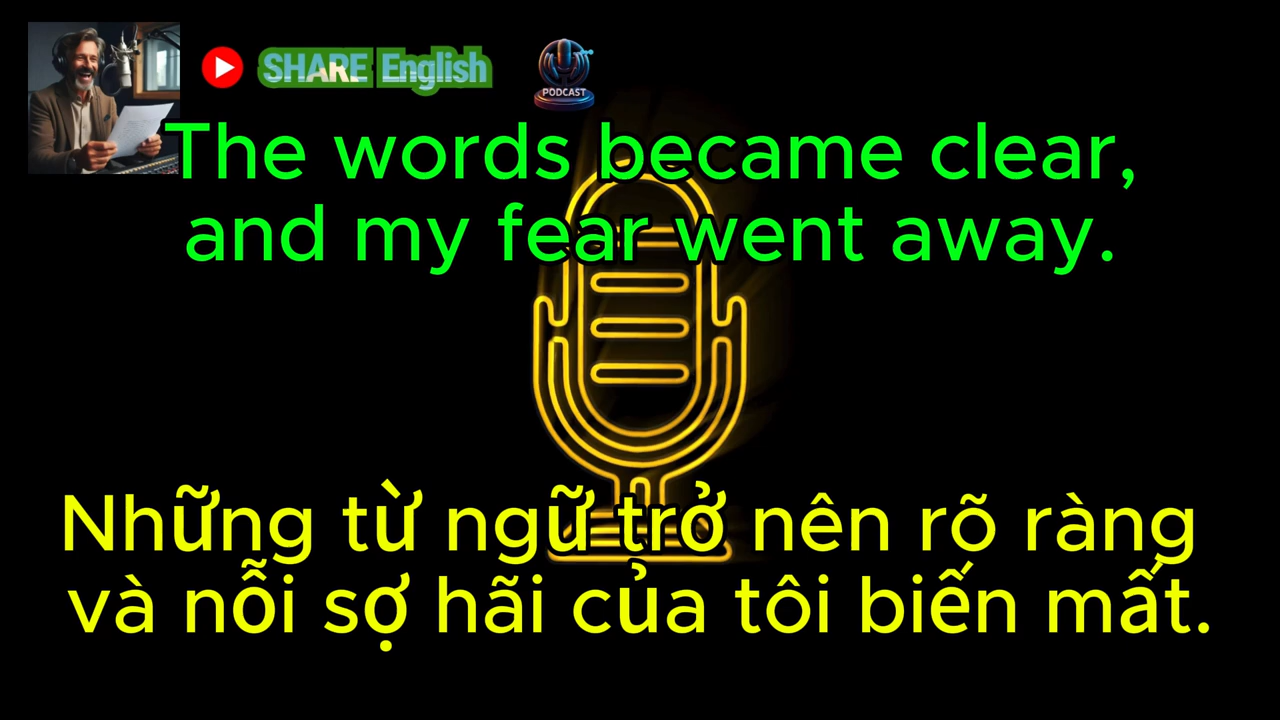 SHARE English
PODCAST
The words became clear,
and my fear went away.
Những từ ngữ trở nên rõ ràng
và nỗi sợ hãi của tôi biến mất.